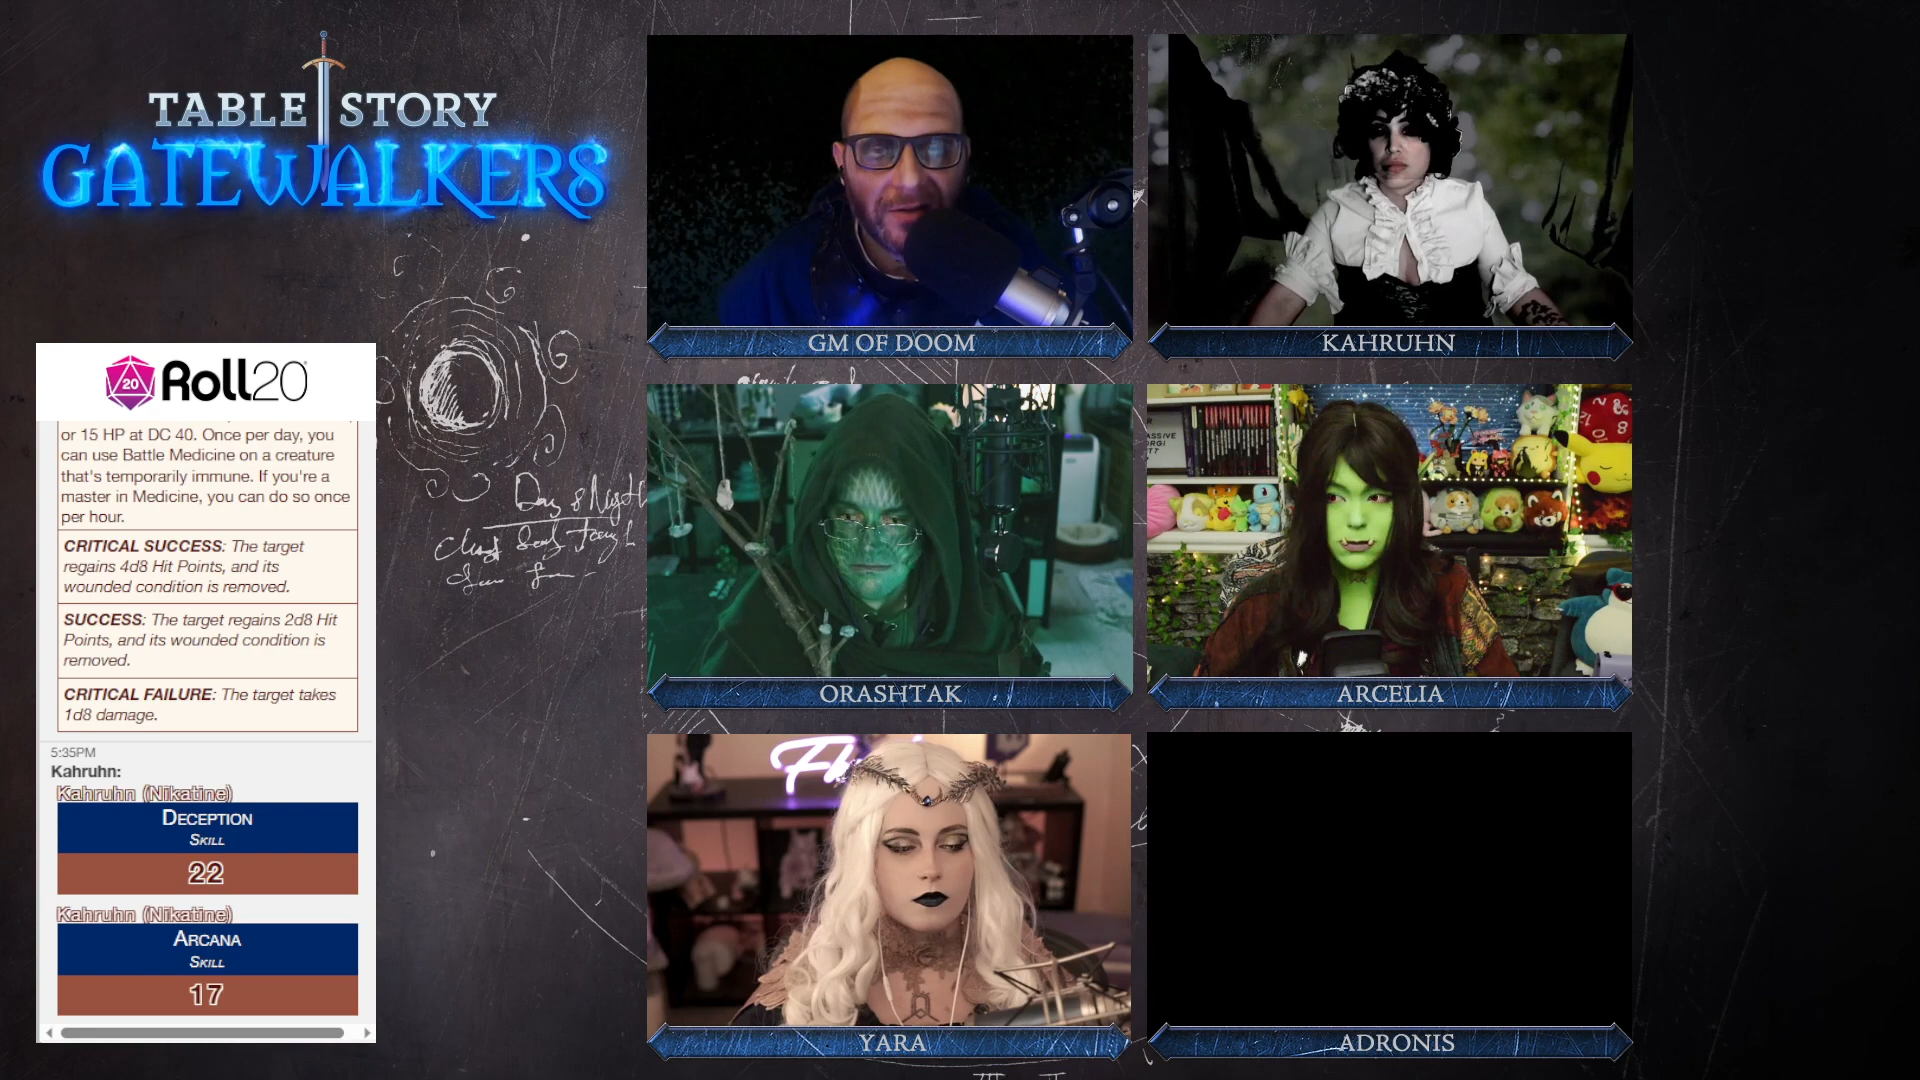 TABLE STORY
GATEWALKERS
Roll20
20
or 15 HP at DC 40. Once per day, you
can use Battle Medicine on a creature
that's temporarily immune. If you're a
master in Medicine, you can do so once
per hour.
CRITICAL SUCCESS: The target
regains 4d8 Hit Points, and its
wounded condition is removed.
SUCCESS: The target regains 2d8 Hit
Points, and its wounded condition is
removed.
CRITICAL FAILURE: The target takes
1d8 damage.
5:35PM
Kahruhn:
Kahruhn (Nikatine)
DECEPTION
SKILL
22
Kahruhn (Nikatine)
ARCANA
SKILL
17
Day & Night
GM OF DOOM
KAHRUHN
ORASHTAK
ARCELIA
YARA
ADRONIS